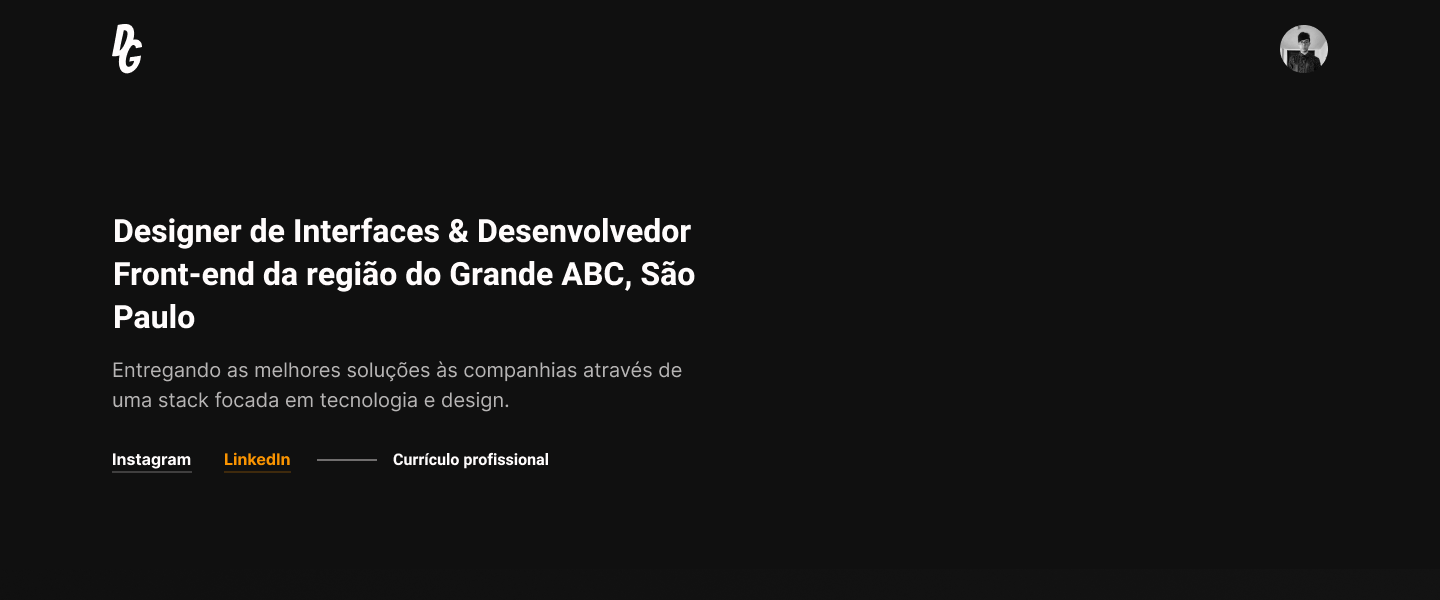 DG
Designer de Interfaces & Desenvolvedor
Front-end da região do Grande ABC, São
Paulo
Entregando as melhores soluções às companhias através de
uma stack focada em tecnologia e design.
Instagram LinkedIn Currículo profissional